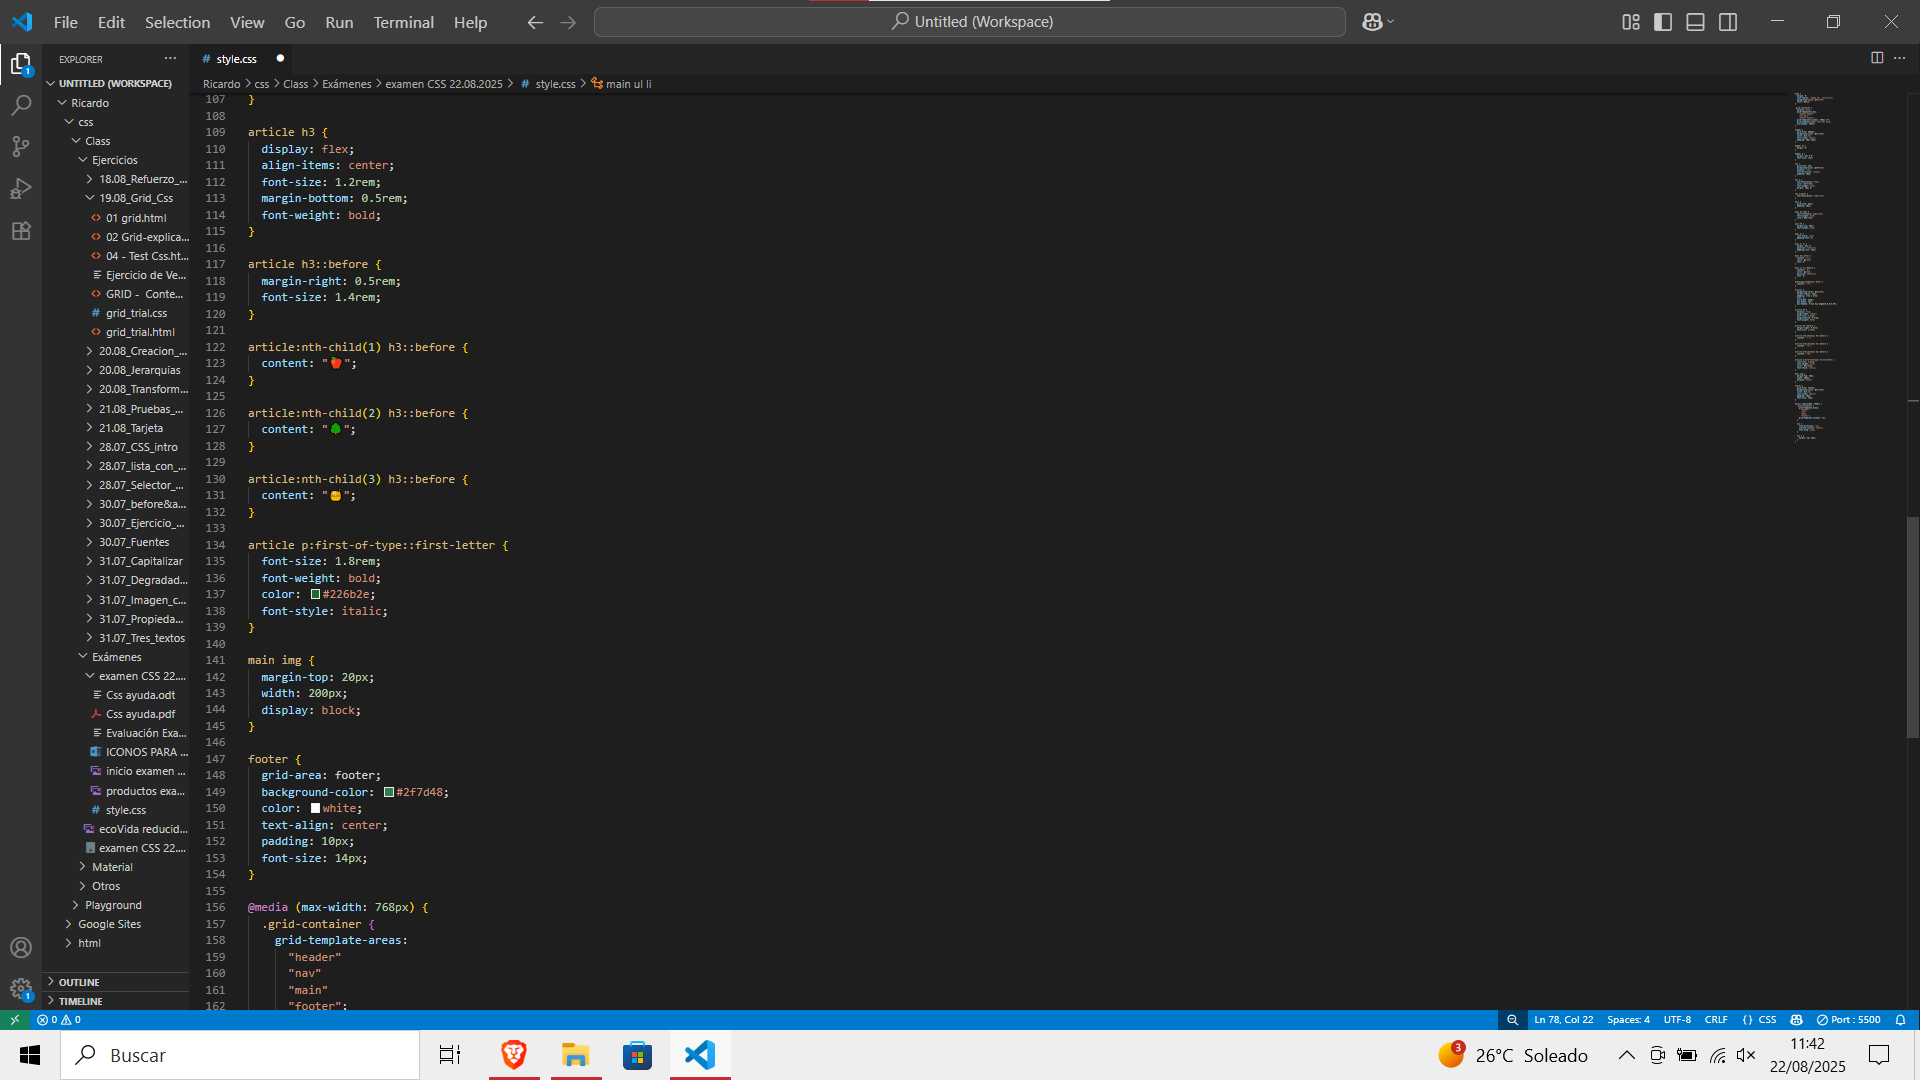 File Edit Selection View Go Run Terminal Help
Untitled (Workspace)
EXPLORER
style.css
UNTITLED (WORKSPACE)
Ricardo > css > Class > Exámenes > examen CSS 22.08.2025 > # style.css > main ul li
Ricardo
css
Class
Ejercicios
18.08_Refuerzo_...
19.08_Grid_Css
01 grid.html
02 Grid-explica...
04 - Test Css.ht...
Ejercicio de Ve...
GRID - Conte...
grid_trial.css
grid_trial.html
20.08_Creacion_...
20.08_Jerarquias
20.08_Transform...
21.08_Pruebas_...
21.08_Tarjeta
28.07_CSS_intro
28.07_lista_con_...
28.07_Selector_...
30.07_before&a...
30.07_Ejercicio_...
30.07_Fuentes
31.07_Capitalizar
31.07_Degradad...
31.07_Imagen_c...
31.07_Propieda...
31.07_Tres_textos
Exámenes
examen CSS 22....
Css ayuda.odt
Css ayuda.pdf
Evaluación Exa...
ICONOS PARA ...
inicio examen ...
productos exa...
style.css
ecoVida reducid...
examen CSS 22....
Material
Otros
Playground
Google Sites
html
OUTLINE
TIMELINE
107 }
108
109 article h3 {
110 display: flex;
111 align-items: center;
112 font-size: 1.2rem;
113 margin-bottom: 0.5rem;
114 font-weight: bold;
115 }
116
117 article h3::before {
118 margin-right: 0.5rem;
119 font-size: 1.4rem;
120 }
121
122 article:nth-child(1) h3::before {
123 content: "🍎";
124 }
125
126 article:nth-child(2) h3::before {
127 content: "🌳";
128 }
129
130 article:nth-child(3) h3::before {
131 content: "🍯";
132 }
133
134 article p:first-of-type::first-letter {
135 font-size: 1.8rem;
136 font-weight: bold;
137 color: #226b2e;
138 font-style: italic;
139 }
140
141 main img {
142 margin-top: 20px;
143 width: 200px;
144 display: block;
145 }
146
147 footer {
148 grid-area: footer;
149 background-color: #2f7d48;
150 color: white;
151 text-align: center;
152 padding: 10px;
153 font-size: 14px;
154 }
155
156 @media (max-width: 768px) {
157 .grid-container {
158 grid-template-areas:
159 "header"
160 "nav"
161 "main"
162 "footer";
0 0 Ln 78, Col 22 Spaces: 4 UTF-8 CRLF {} CSS Port : 5500
Buscar
3 26°C Soleado
11:42
22/08/2025